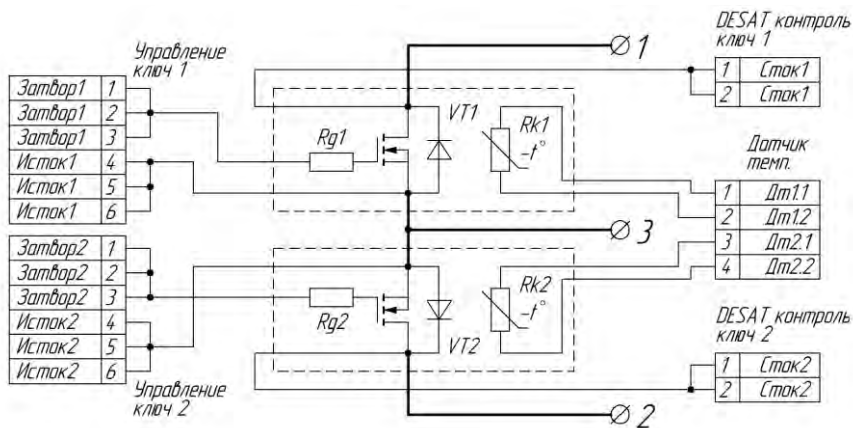 Управление
ключ 1
Затвор1 1
Затвор1 2
Затвор1 3
Исток1 4
Исток1 5
Исток1 6
Затвор2 1
Затвор2 2
Затвор2 3
Исток2 4
Исток2 5
Исток2 6
Управление
ключ 2
Rg1
VT1
Rk1
-t°
Rg2
VT2
Rk2
-t°
1
3
2
DESAT контроль
ключ 1
1 Сток1
2 Сток1
Датчик
темп.
1 Дт1.1
2 Дт1.2
3 Дт2.1
4 Дт2.2
DESAT контроль
ключ 2
1 Сток2
2 Сток2